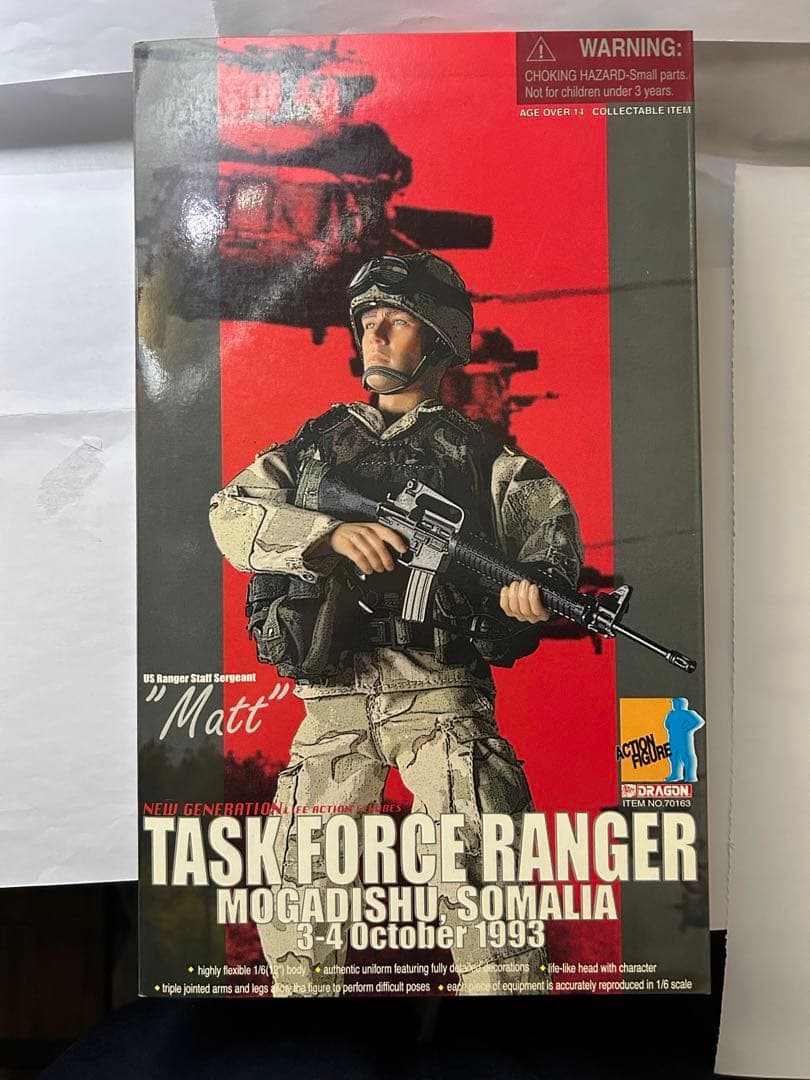 WARNING:
CHOKING HAZARD-Small parts.
Not for children under 3 years.
AGE OVER 14 COLLECTABLE ITEM
US Ranger Staff Sergeant
"Matt"
ACTION
FIGURE
DRAGON
ITEM NO.70163
NEW GENERATION LIFE ACTION FIGURES
TASK FORCE RANGER
MOGADISHU, SOMALIA
3-4 October 1993
highly flexible 1/6(12") body authentic uniform featuring fully detailed decorations life-like head with character
triple jointed arms and legs allow the figure to perform difficult poses each piece of equipment is accurately reproduced in 1/6 scale